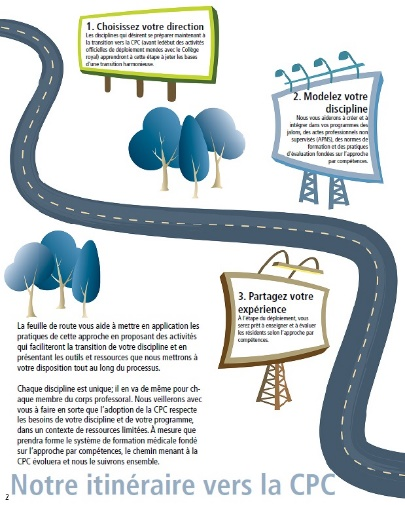 1. Choisissez votre direction
Les disciplines qui désirent se préparer maintenant à
la transition vers la CPC (avant ledébut des activités
officielles de déploiement menées avec le Collège
royal) apprendront à cette étape à jeter les bases
d'une transition harmonieuse.
2. Modelez votre
discipline
Nous vous aiderons à créer et à
intégrer dans vos programmes des
jalons, des actes professionnels non
supervisés (APNS), des normes de
formation et des pratiques
d'évaluation fondées sur l'approche
par compétences.
3. Partagez votre
expérience
À l'étape du déploiement, vous
serez prêt à enseigner et à évaluer
les résidents selon l'approche par
compétences.
La feuille de route vous aide à mettre en application les
pratiques de cette approche en proposant des activités
qui faciliteront la transition de votre discipline et en
présentant les outils et ressources que nous mettrons à
votre disposition tout au long du processus.
Chaque discipline est unique; il en va de même pour ch-
aque membre du corps professoral. Nous veillerons avec
vous à faire en sorte que l'adoption de la CPC respecte
les besoins de votre discipline et de votre programme,
dans un contexte de ressources limitées. À mesure que
prendra forme le système de formation médicale fondé
sur l'approche par compétences, le chemin menant à la
CPC évoluera et nous le suivrons ensemble.
Notre itinéraire vers la CPC
2